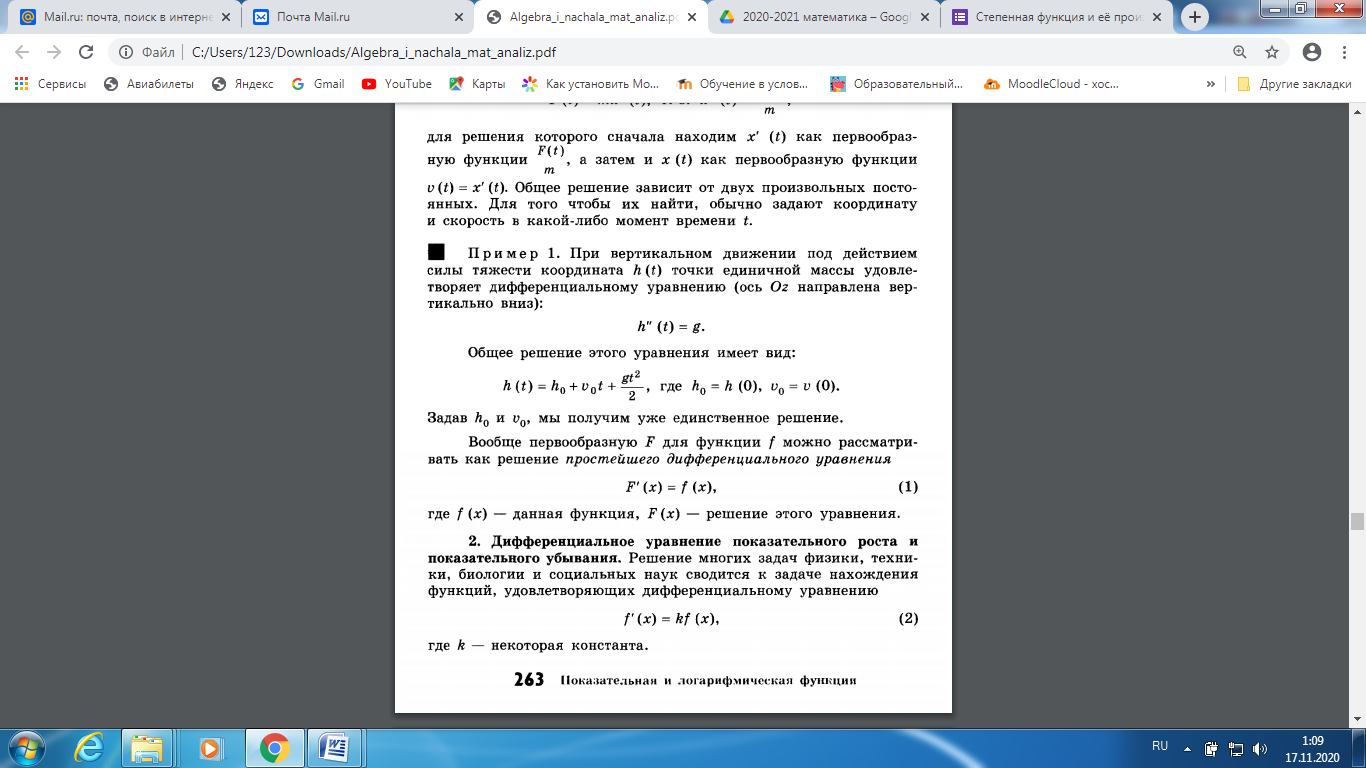 Mail.ru: почта, поиск в интерне
Почта Mail.ru
Algebra_i_nachala_mat_analiz.pd
2020-2021 математика – Goog
Степенная функция и её прои
Файл
C:/Users/123/Downloads/Algebra_i_nachala_mat_analiz.pdf
Сервисы
Авиабилеты
Яндекс
Gmail
YouTube
Карты
Как установить Mo...
Обучение в услов...
Образовательный...
MoodleCloud - хос...
»
Другие закладки
m
для решения которого сначала находим x′ (t) как первообраз-
ную функции F(t)/m, а затем и x (t) как первообразную функции
v (t) = x′ (t). Общее решение зависит от двух произвольных посто-
янных. Для того чтобы их найти, обычно задают координату
и скорость в какой-либо момент времени t.
Пример 1. При вертикальном движении под действием
силы тяжести координата h (t) точки единичной массы удовле-
творяет дифференциальному уравнению (ось Oz направлена вер-
тикально вниз):
h″ (t) = g.
Общее решение этого уравнения имеет вид:
h (t) = h₀ + v₀t + gt²/2, где h₀ = h (0), v₀ = v (0).
Задав h₀ и v₀, мы получим уже единственное решение.
Вообще первообразную F для функции f можно рассматри-
вать как решение простейшего дифференциального уравнения
F′ (x) = f (x), (1)
где f (x) — данная функция, F (x) — решение этого уравнения.
2. Дифференциальное уравнение показательного роста и
показательного убывания. Решение многих задач физики, техни-
ки, биологии и социальных наук сводится к задаче нахождения
функций, удовлетворяющих дифференциальному уравнению
f′ (x) = kf (x), (2)
где k — некоторая константа.
263 Показательная и логарифмическая функции
RU
1:09
17.11.2020